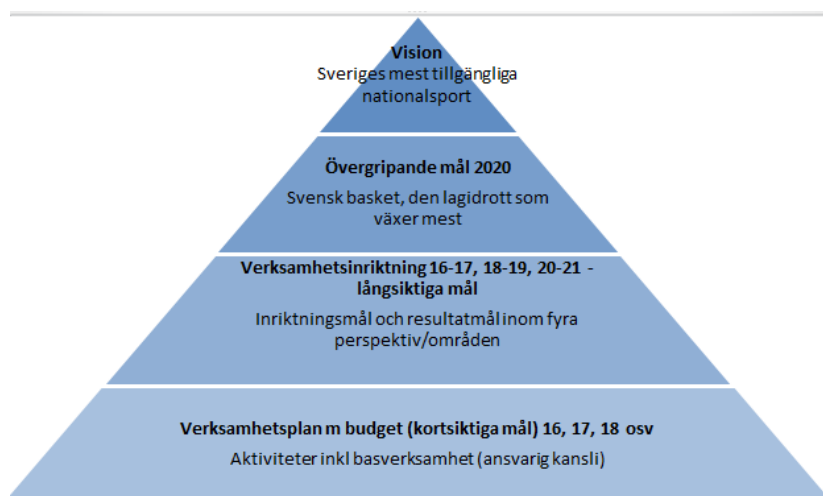 Vision
Sveriges mest tillgängliga
nationalsport
Övergripande mål 2020
Svensk basket, den lagidrott som
växer mest
Verksamhetsinriktning 16-17, 18-19, 20-21 -
långsiktiga mål
Inriktningsmål och resultatmål inom fyra
perspektiv/områden
Verksamhetsplan m budget (kortsiktiga mål) 16, 17, 18 osv
Aktiviteter inkl basverksamhet (ansvarig kansli)